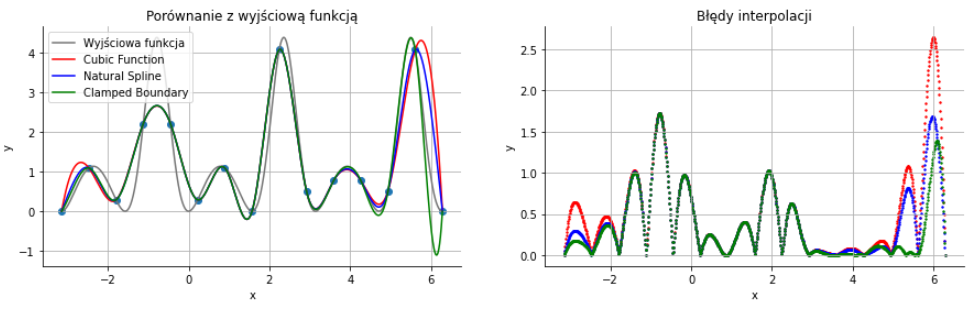 Porównanie z wyjściową funkcją
Wyjściowa funkcja
Cubic Function
Natural Spline
Clamped Boundary
4
3
2
1
0
−1
y
−2
0
2
4
6
x
Błędy interpolacji
2.5
2.0
1.5
1.0
0.5
0.0
y
−2
0
2
4
6
x